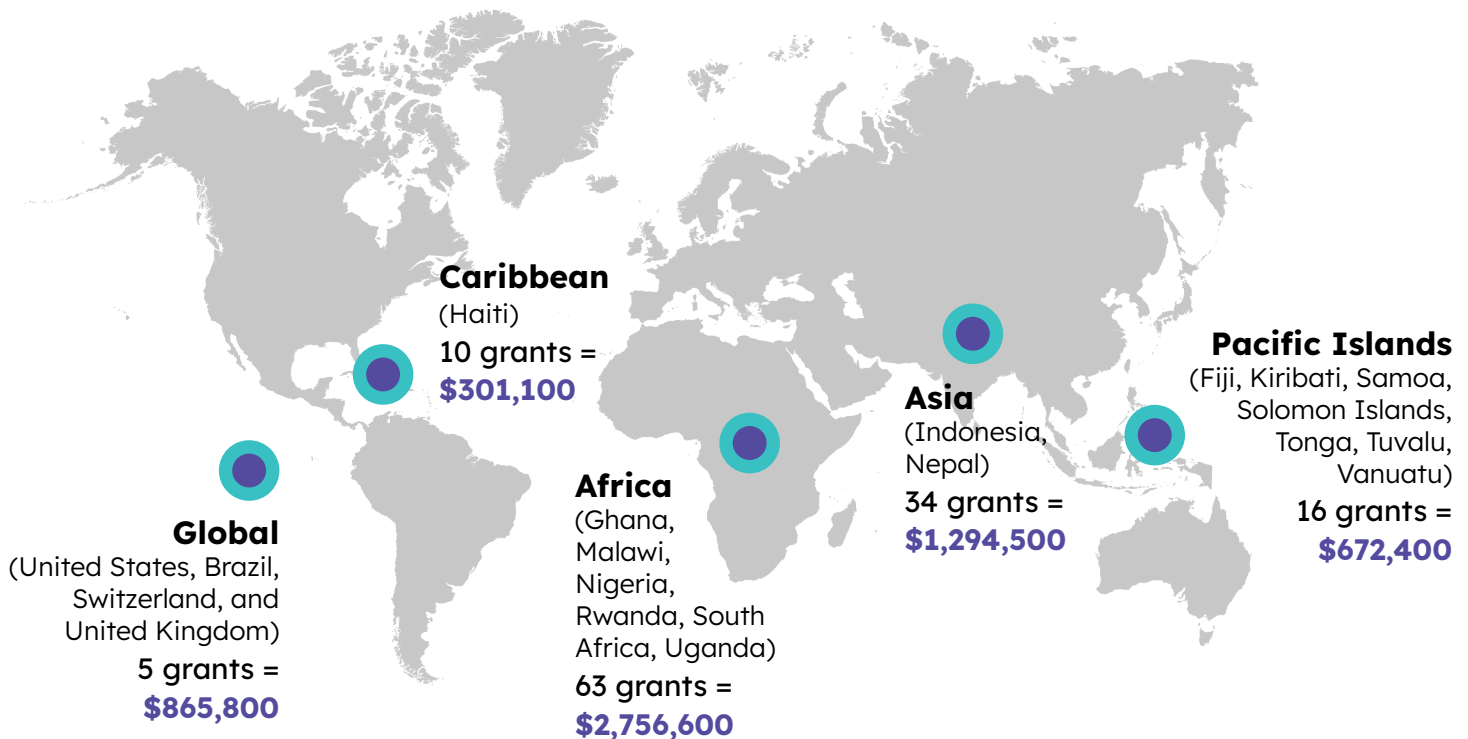 Caribbean
(Haiti)
10 grants =
$301,100
Global
(United States, Brazil,
Switzerland, and
United Kingdom)
5 grants =
$865,800
Africa
(Ghana,
Malawi,
Nigeria,
Rwanda, South
Africa, Uganda)
63 grants =
$2,756,600
Asia
(Indonesia,
Nepal)
34 grants =
$1,294,500
Pacific Islands
(Fiji, Kiribati, Samoa,
Solomon Islands,
Tonga, Tuvalu,
Vanuatu)
16 grants =
$672,400